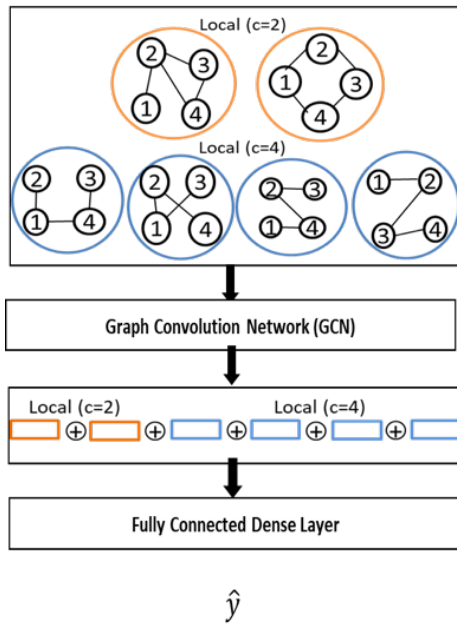 Local (c=2)
2 3 1 4
2 1 3 4
Local (c=4)
2 3 1 4
2 3 1 4
2 3 1 4
1 2 3 4
Graph Convolution Network (GCN)
Local (c=2) Local (c=4)
⊕ ⊕ ⊕ ⊕ ⊕
Fully Connected Dense Layer
ŷ